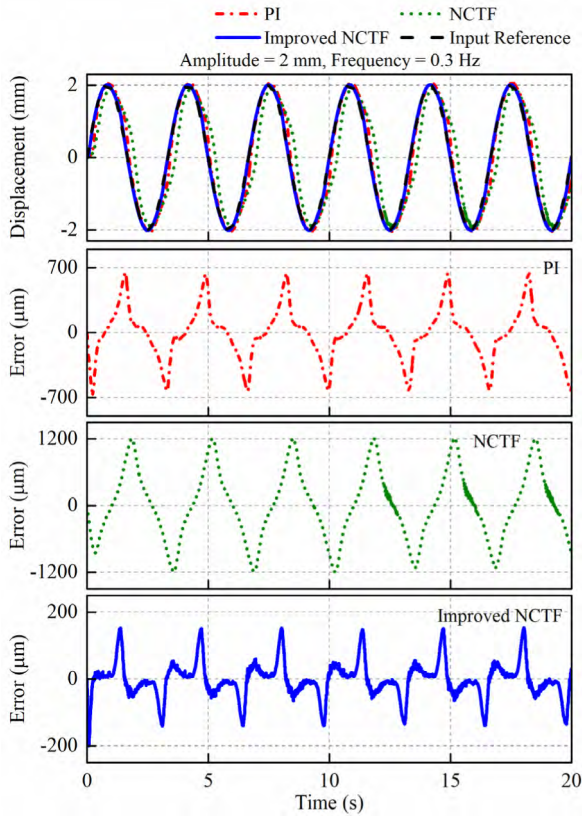 PI NCTF
Improved NCTF Input Reference
Amplitude = 2 mm, Frequency = 0.3 Hz
Displacement (mm)
2
0
-2
Error (μm)
700
0
-700
PI
Error (μm)
1200
0
-1200
NCTF
Error (μm)
200
0
-200
Improved NCTF
0 5 10 15 20
Time (s)